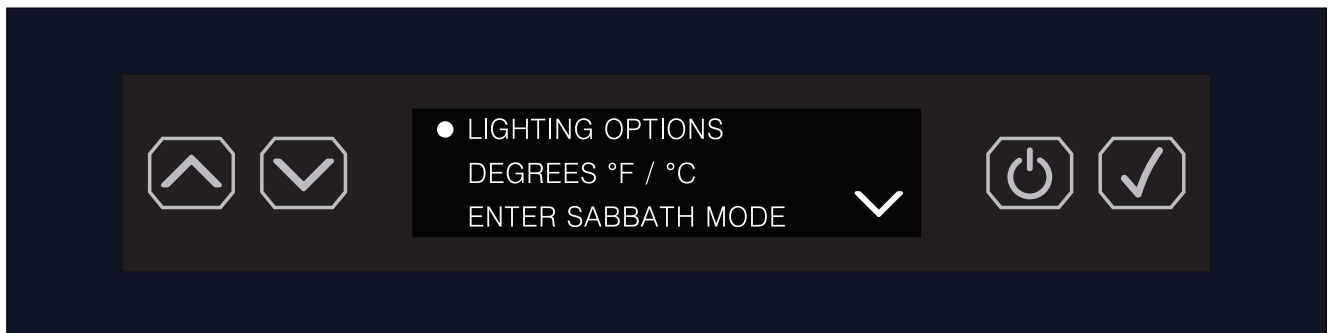 LIGHTING OPTIONS
DEGREES °F / °C
ENTER SABBATH MODE